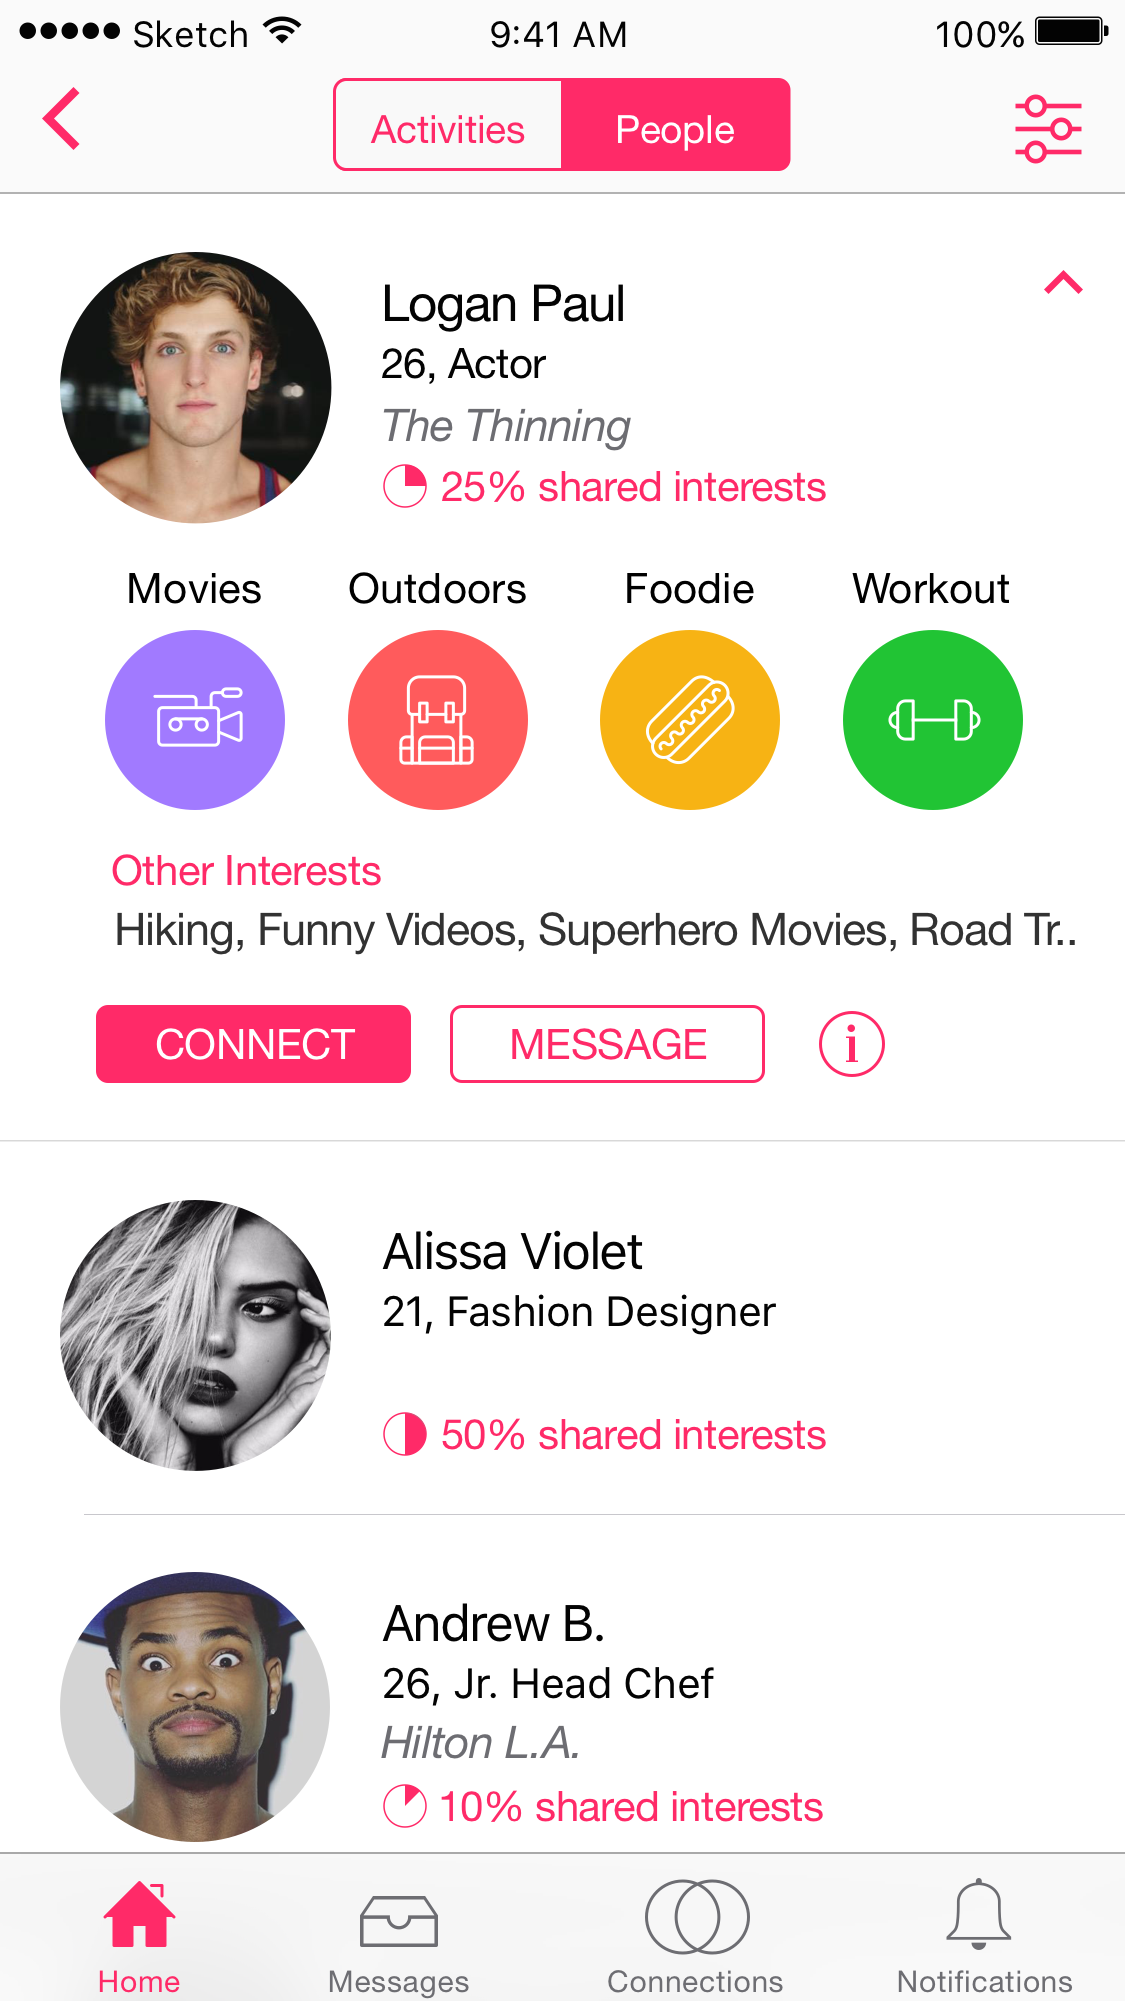 Sketch 9:41 AM 100%
Activities People
Logan Paul
26, Actor
The Thinning
25% shared interests
Movies Outdoors Foodie Workout
Other Interests
Hiking, Funny Videos, Superhero Movies, Road Tr..
CONNECT MESSAGE i
Alissa Violet
21, Fashion Designer
50% shared interests
Andrew B.
26, Jr. Head Chef
Hilton L.A.
10% shared interests
Home Messages Connections Notifications